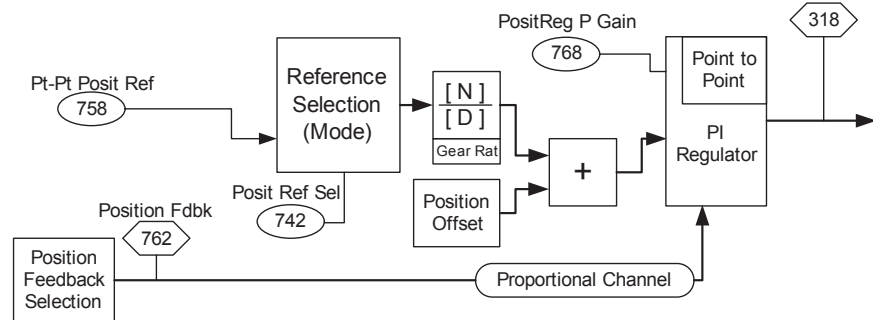 PositReg P Gain
768
318
Pt-Pt Posit Ref
758
Reference
Selection
(Mode)
[ N ]
[ D ]
Gear Rat
Point to
Point
PI
Regulator
+
Posit Ref Sel
742
Position
Offset
Position Fdbk
762
Position
Feedback
Selection
Proportional Channel